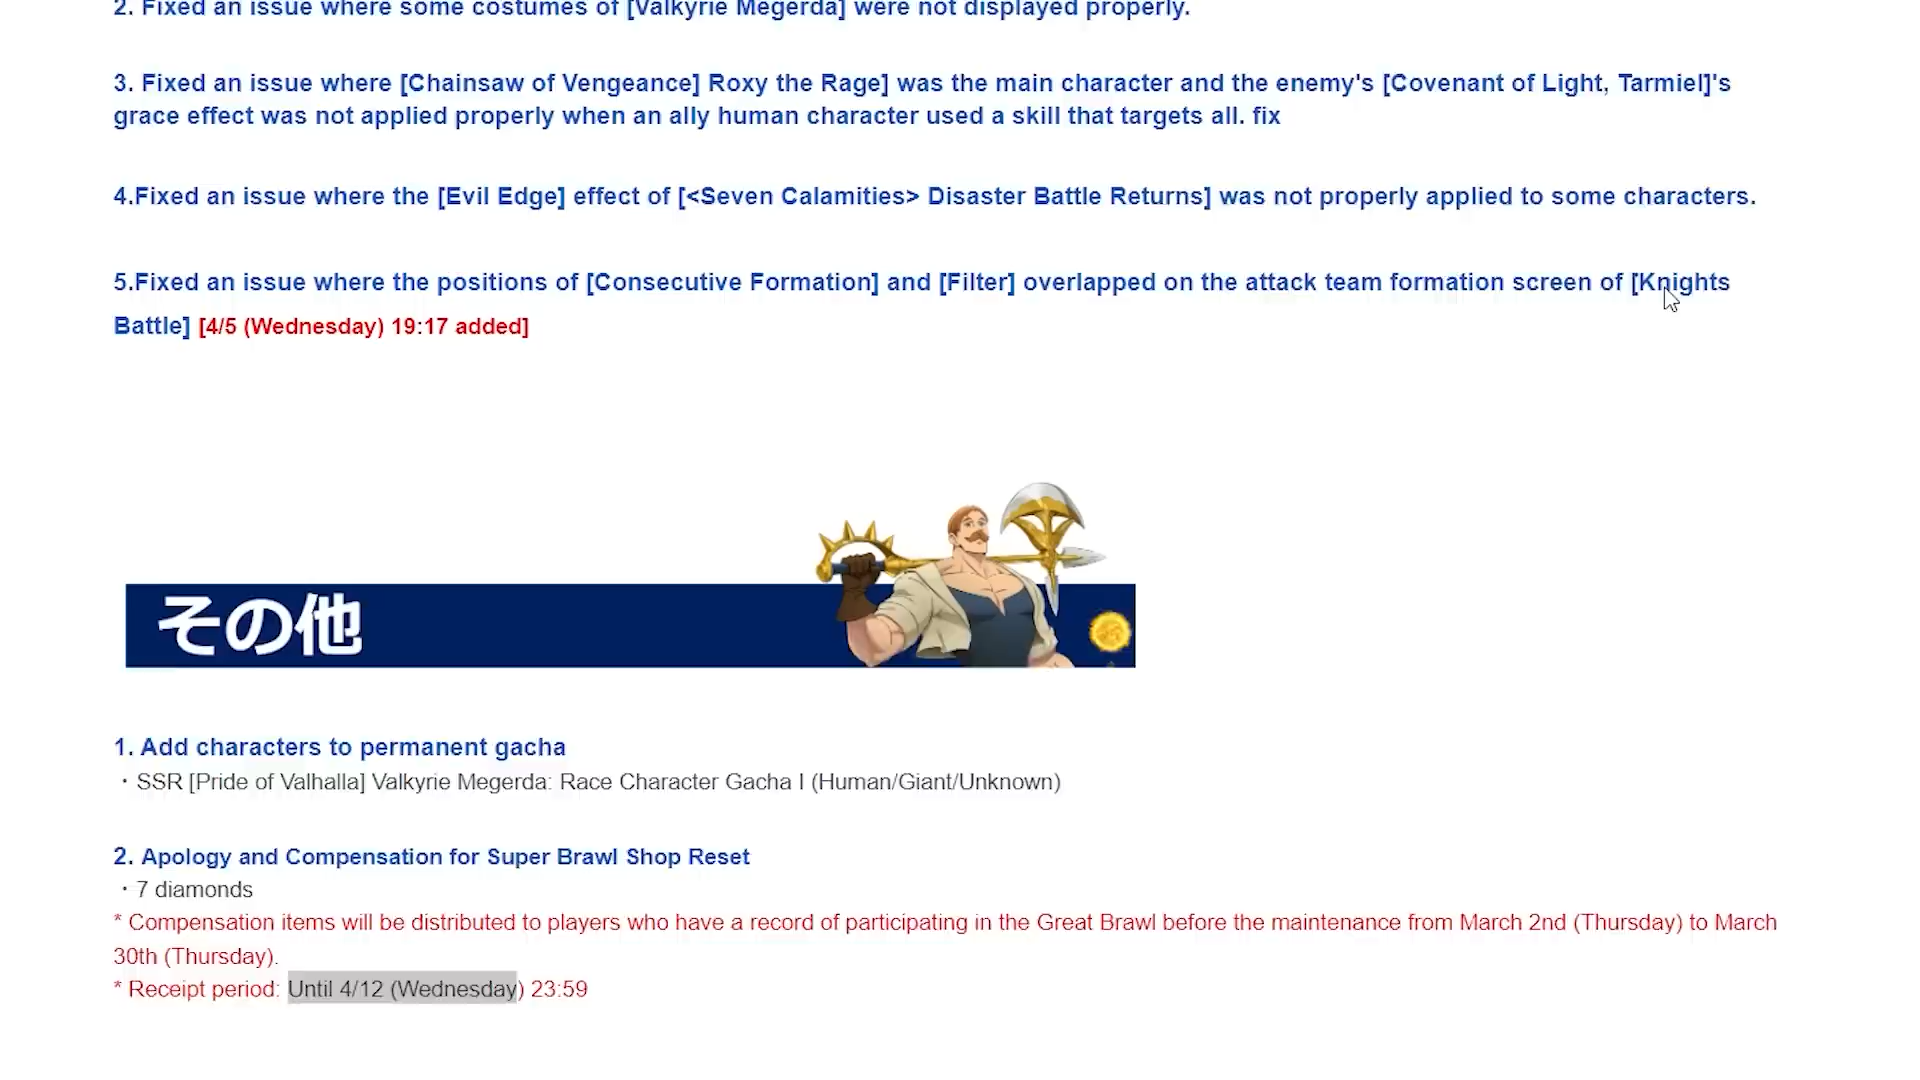 2. Fixed an issue where some costumes of [Valkyrie Megerda] were not displayed properly.
3. Fixed an issue where [Chainsaw of Vengeance] Roxy the Rage] was the main character and the enemy's [Covenant of Light, Tarmiel]'s
grace effect was not applied properly when an ally human character used a skill that targets all. fix
4.Fixed an issue where the [Evil Edge] effect of [<Seven Calamities> Disaster Battle Returns] was not properly applied to some characters.
5.Fixed an issue where the positions of [Consecutive Formation] and [Filter] overlapped on the attack team formation screen of [Knights
Battle] [4/5 (Wednesday) 19:17 added]
その他
1. Add characters to permanent gacha
・SSR [Pride of Valhalla] Valkyrie Megerda: Race Character Gacha I (Human/Giant/Unknown)
2. Apology and Compensation for Super Brawl Shop Reset
・7 diamonds
* Compensation items will be distributed to players who have a record of participating in the Great Brawl before the maintenance from March 2nd (Thursday) to March
30th (Thursday).
* Receipt period: Until 4/12 (Wednesday) 23:59